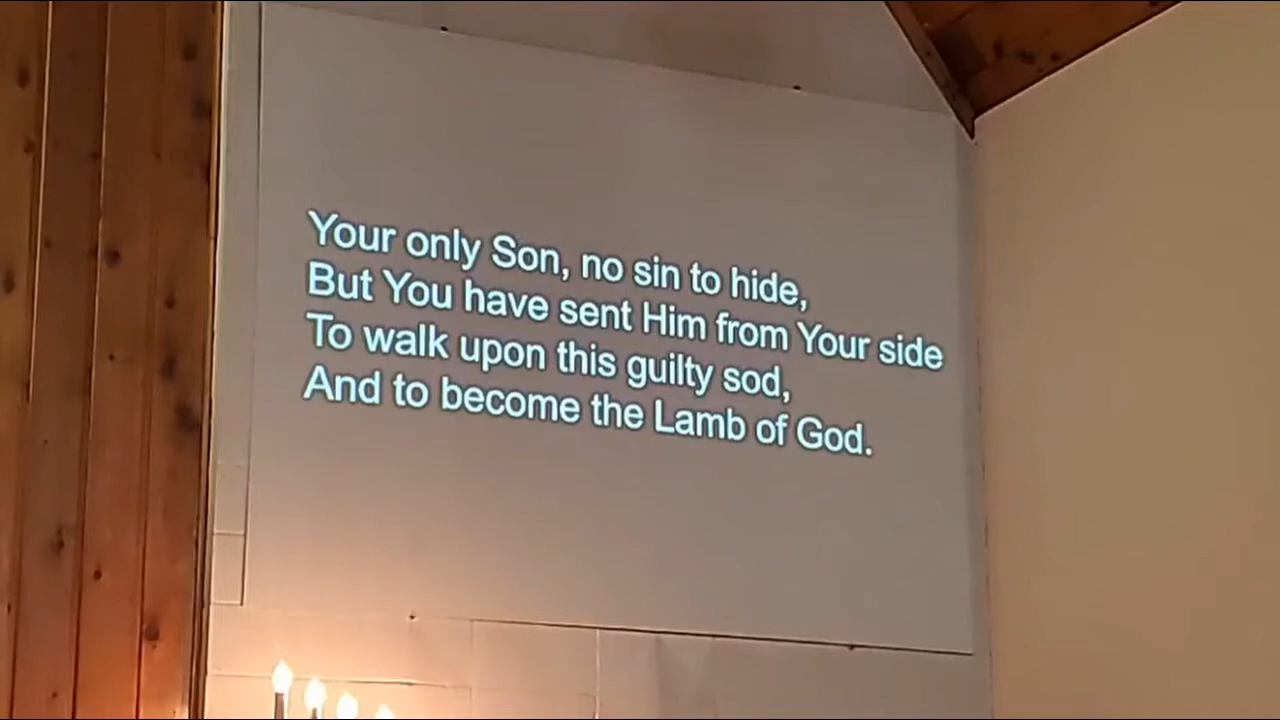 Your only Son, no sin to hide,
But You have sent Him from Your side
To walk upon this guilty sod,
And to become the Lamb of God.